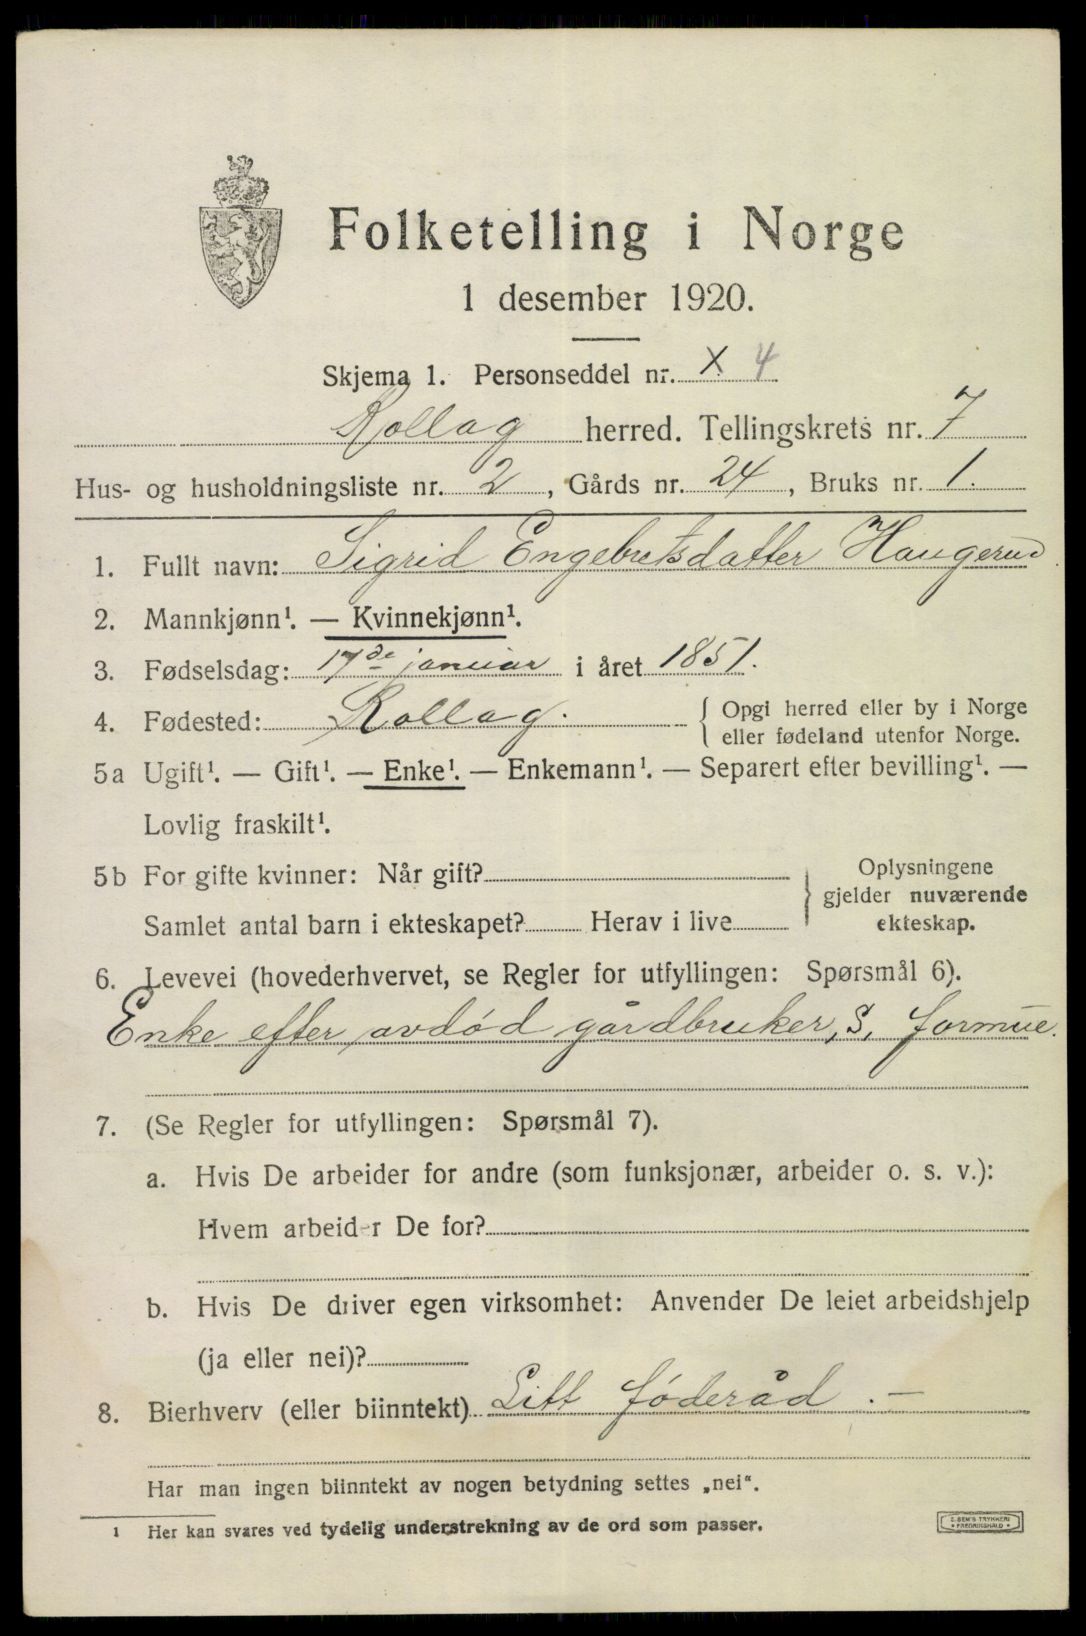 Folketelling i Norge
1 desember 1920.
Skjema 1. Personseddel nr. X. 4
Rollag herred. Tellingskrets nr. 7
Hus- og husholdningsliste nr. 2, Gårds nr. 24, Bruks nr. 1.
1. Fullt navn: Sigrid Engebretsdatter Haugerud
2. Mannkjønn¹. — Kvinnekjønn¹.
3. Fødselsdag: 17de januar i året 1851.
4. Fødested: Rollag. { Opgi herred eller by i Norge
eller fødeland utenfor Norge.
5a Ugift¹. — Gift¹. — Enke¹. — Enkemann¹. — Separert efter bevilling¹. —
Lovlig fraskilt¹.
5b For gifte kvinner: Når gift?
Samlet antal barn i ekteskapet? Herav i live
} Oplysningene
gjelder nuværende
ekteskap.
6. Levevei (hovederhvervet, se Regler for utfyllingen: Spørsmål 6).
Enke efter avdød gårdbruker, S, formue.
7. (Se Regler for utfyllingen: Spørsmål 7).
a. Hvis De arbeider for andre (som funksjonær, arbeider o. s. v.):
Hvem arbeider De for?
b. Hvis De driver egen virksomhet: Anvender De leiet arbeidshjelp
(ja eller nei)?
8. Bierhverv (eller biinntekt) Litt føderåd. —
Har man ingen biinntekt av nogen betydning settes „nei“.
¹ Her kan svares ved tydelig understrekning av de ord som passer.
E. SEM'S TRYKKERI
* FREDRIKSHALD *